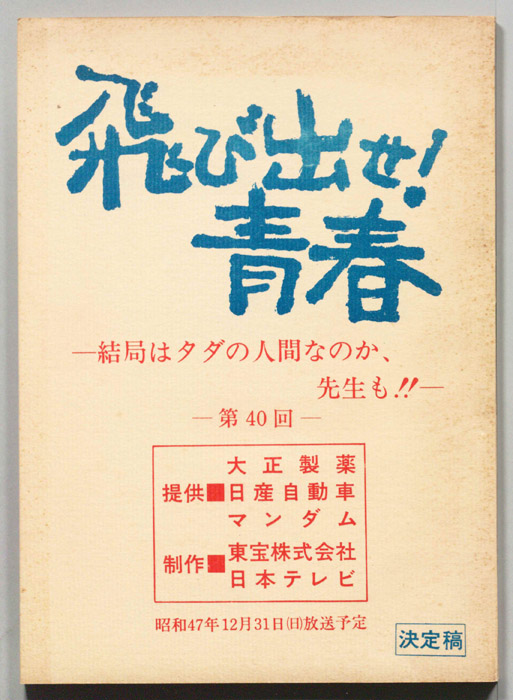 飛び出せ!
青春
―結局はタダの人間なのか、
先生も!!―
―第40回―
大正製薬
提供■日産自動車
マンダム
制作■東宝株式会社
日本テレビ
昭和47年12月31日(日)放送予定
決定稿